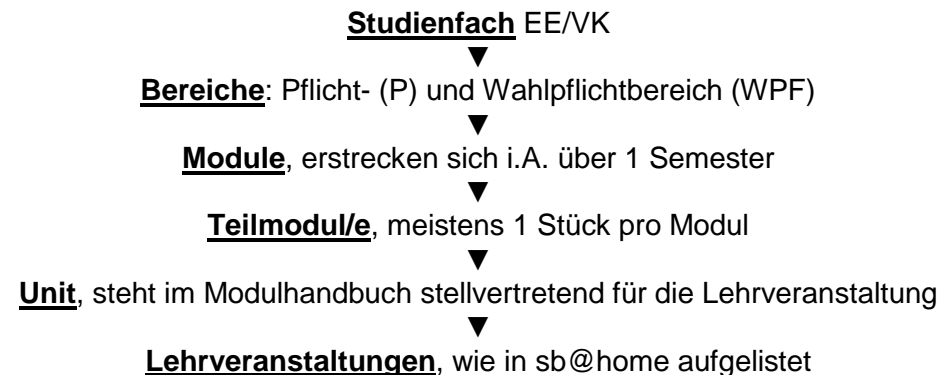 Studienfach EE/VK
▼
Bereiche: Pflicht- (P) und Wahlpflichtbereich (WPF)
▼
Module, erstrecken sich i.A. über 1 Semester
▼
Teilmodul/e, meistens 1 Stück pro Modul
▼
Unit, steht im Modulhandbuch stellvertretend für die Lehrveranstaltung
▼
Lehrveranstaltungen, wie in sb@home aufgelistet